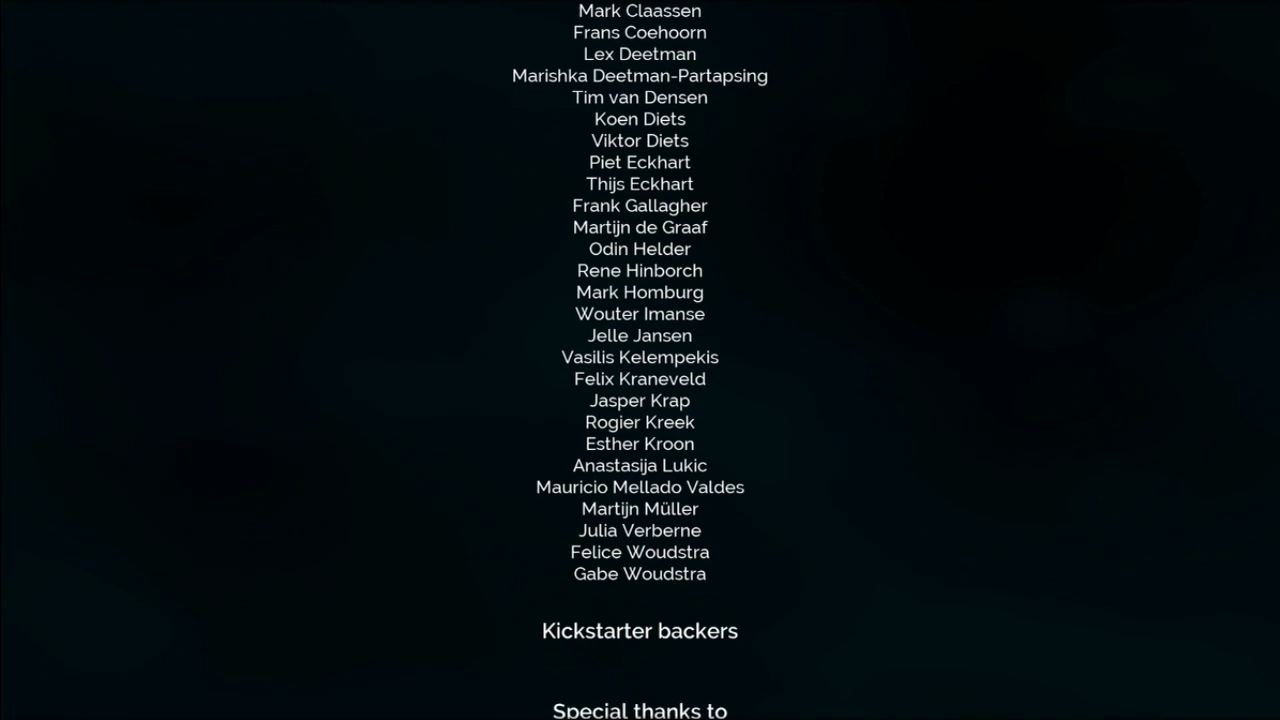 Mark Claassen
Frans Coehoorn
Lex Deetman
Marishka Deetman-Partapsing
Tim van Densen
Koen Diets
Viktor Diets
Piet Eckhart
Thijs Eckhart
Frank Gallagher
Martijn de Graaf
Odin Helder
Rene Hinborch
Mark Homburg
Wouter Imanse
Jelle Jansen
Vasilis Kelempekis
Felix Kraneveld
Jasper Krap
Rogier Kreek
Esther Kroon
Anastasija Lukic
Mauricio Mellado Valdes
Martijn Müller
Julia Verberne
Felice Woudstra
Gabe Woudstra
Kickstarter backers
Special thanks to